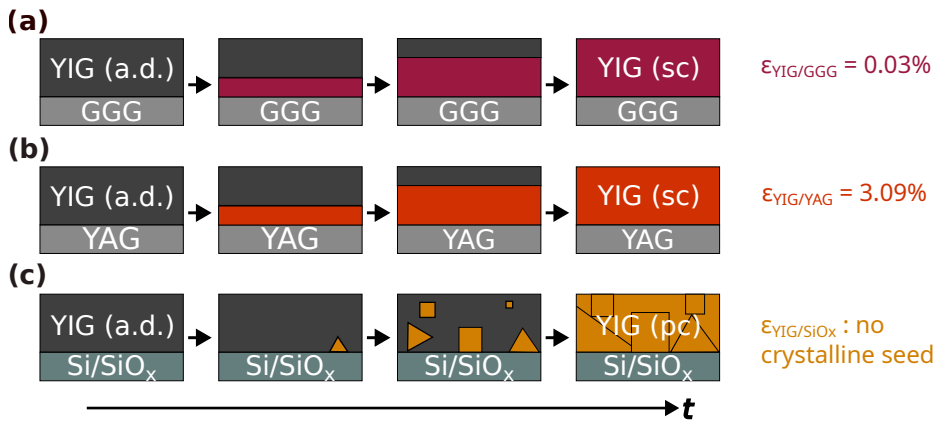 (a)
YIG (a.d.)
GGG
GGG
GGG
YIG (sc)
GGG
εYIG/GGG = 0.03%
(b)
YIG (a.d.)
YAG
YAG
YAG
YIG (sc)
YAG
εYIG/YAG = 3.09%
(c)
YIG (a.d.)
Si/SiOx
Si/SiOx
Si/SiOx
YIG (pc)
Si/SiOx
εYIG/SiOx : no
crystalline seed
t